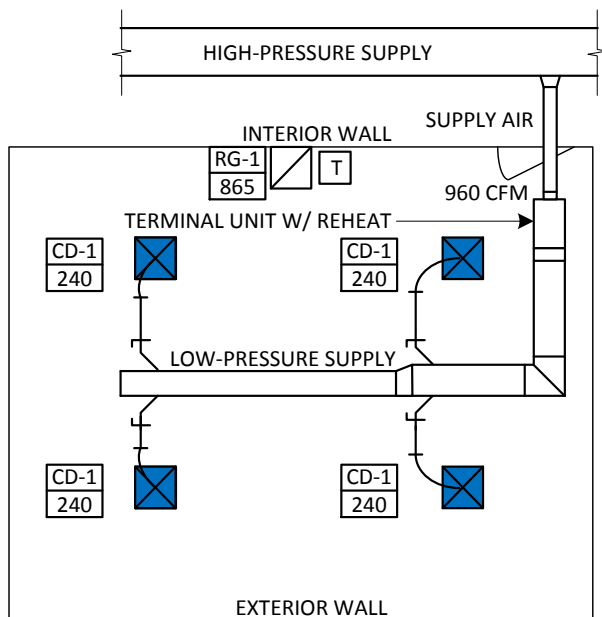 HIGH-PRESSURE SUPPLY
SUPPLY AIR
INTERIOR WALL
RG-1
865
T
960 CFM
TERMINAL UNIT W/ REHEAT
CD-1
240
CD-1
240
LOW-PRESSURE SUPPLY
CD-1
240
CD-1
240
EXTERIOR WALL